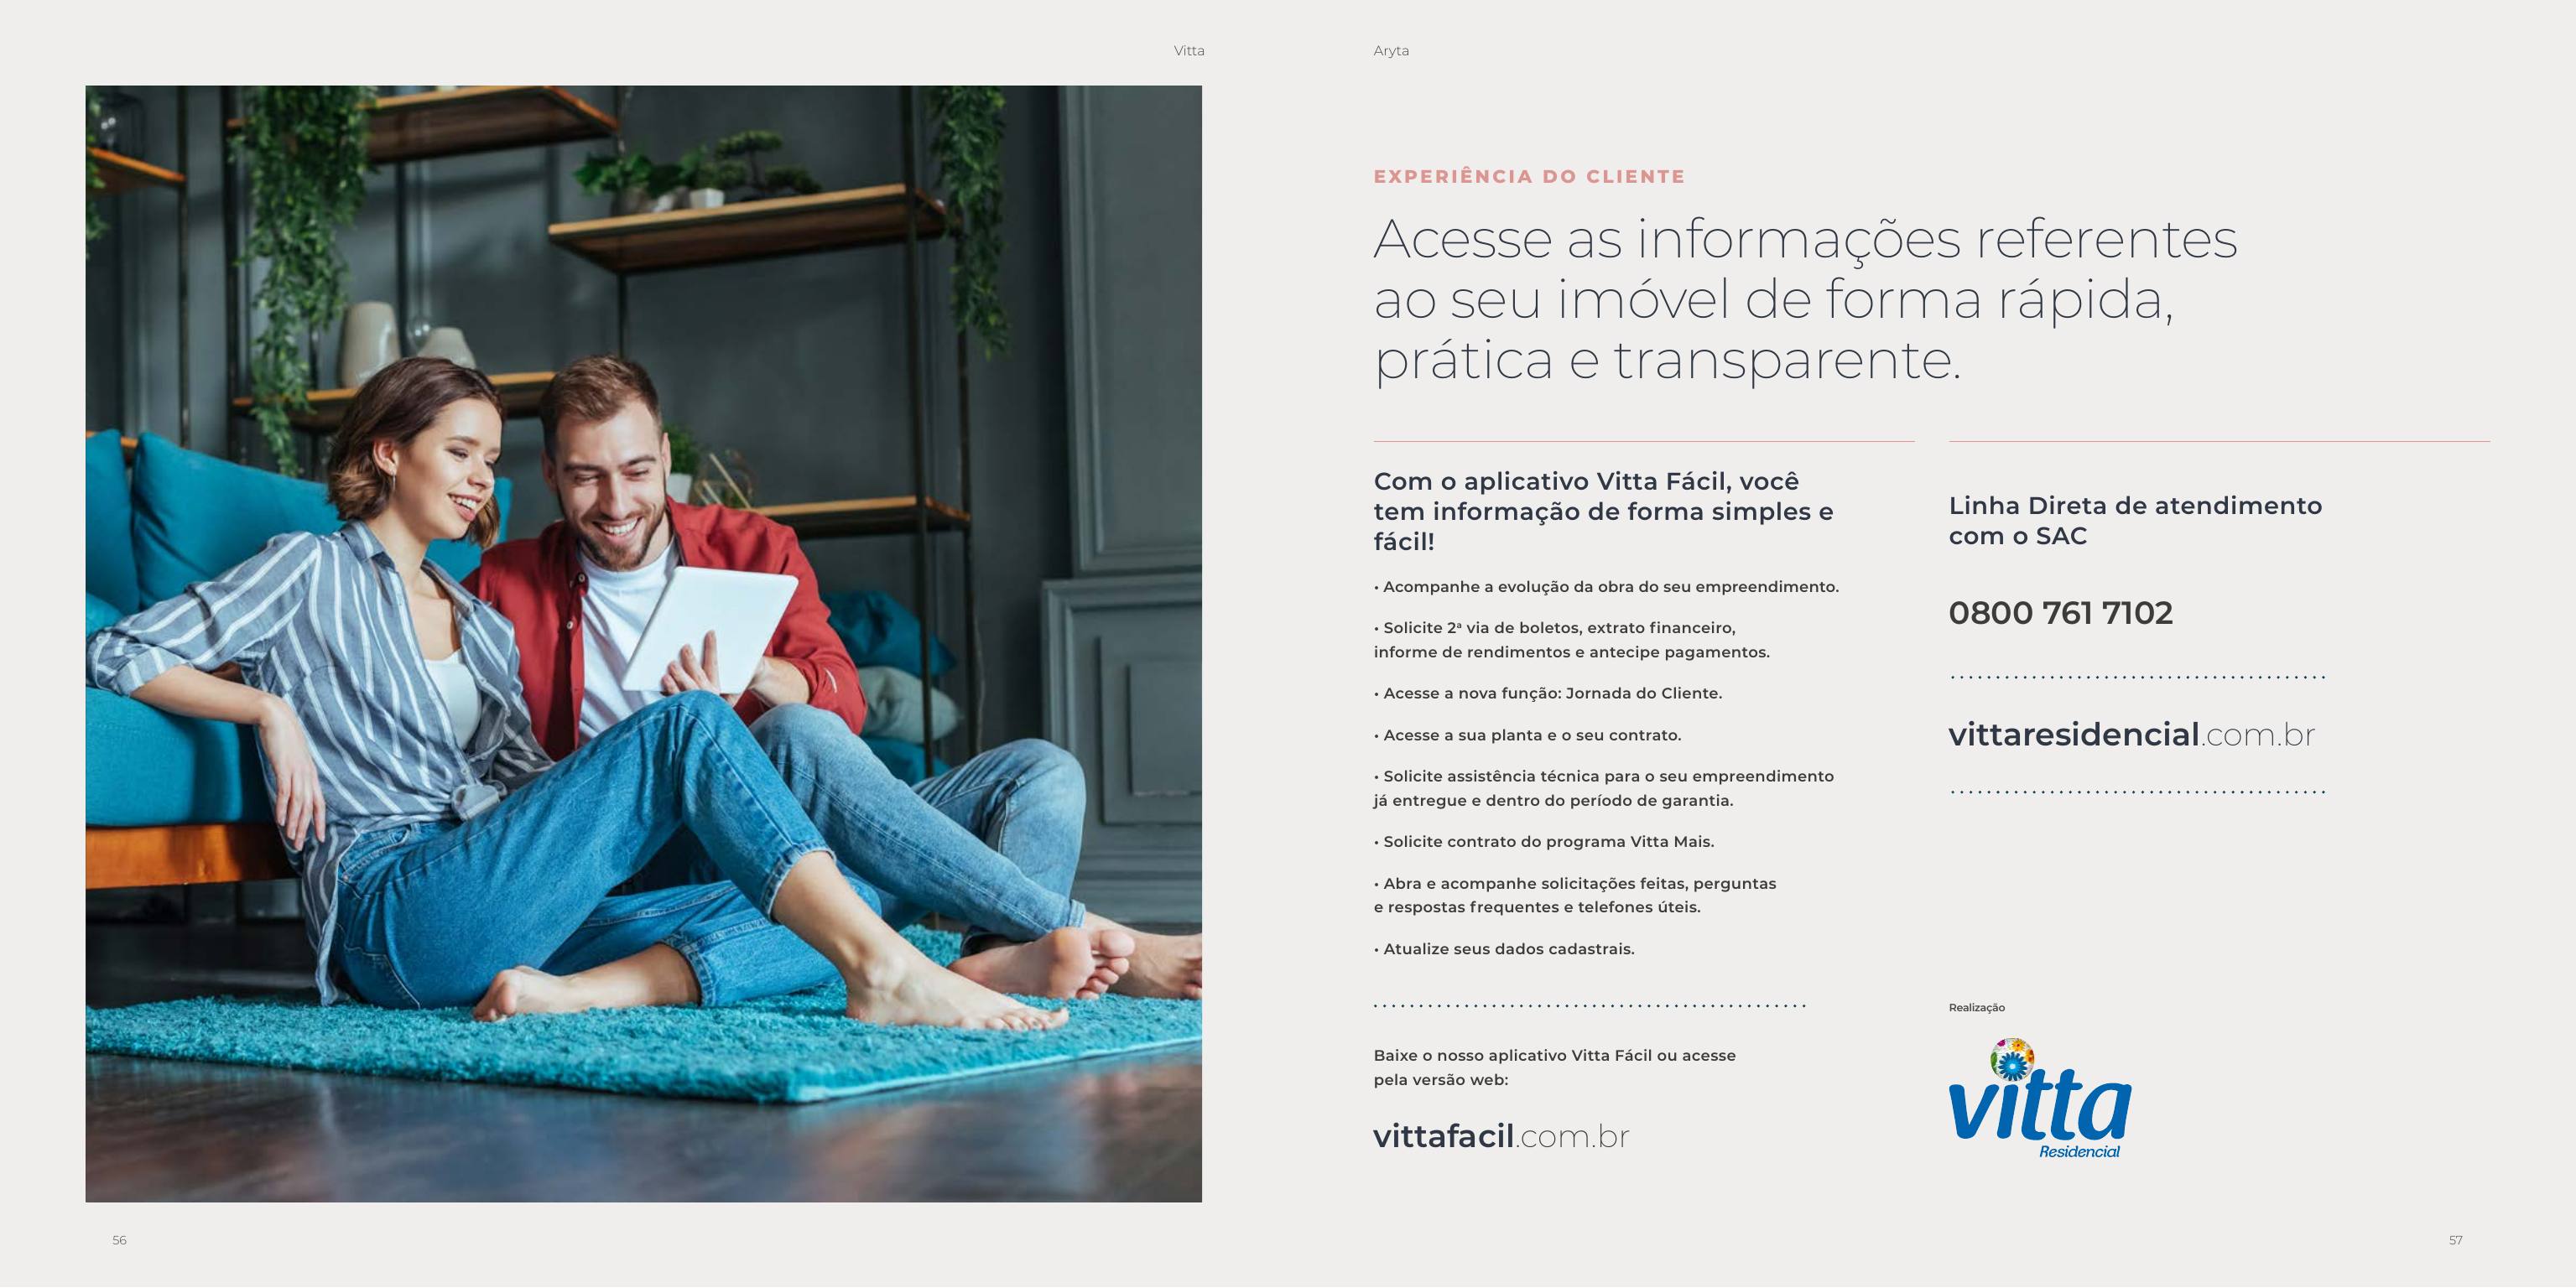 Vitta
Aryta
EXPERIÊNCIA DO CLIENTE
Acesse as informações referentes
ao seu imóvel de forma rápida,
prática e transparente.
Com o aplicativo Vitta Fácil, você
tem informação de forma simples e
fácil!
• Acompanhe a evolução da obra do seu empreendimento.
• Solicite 2ª via de boletos, extrato financeiro,
informe de rendimentos e antecipe pagamentos.
• Acesse a nova função: Jornada do Cliente.
• Acesse a sua planta e o seu contrato.
• Solicite assistência técnica para o seu empreendimento
já entregue e dentro do período de garantia.
• Solicite contrato do programa Vitta Mais.
• Abra e acompanhe solicitações feitas, perguntas
e respostas frequentes e telefones úteis.
• Atualize seus dados cadastrais.
Baixe o nosso aplicativo Vitta Fácil ou acesse
pela versão web:
vittafacil.com.br
Linha Direta de atendimento
com o SAC
0800 761 7102
vittaresidencial.com.br
Realização
vitta
Residencial
56
57